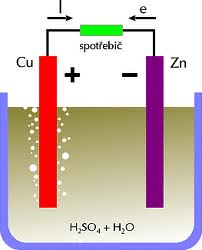 I e
spotřebič
Cu + − Zn
H₂SO₄ + H₂O